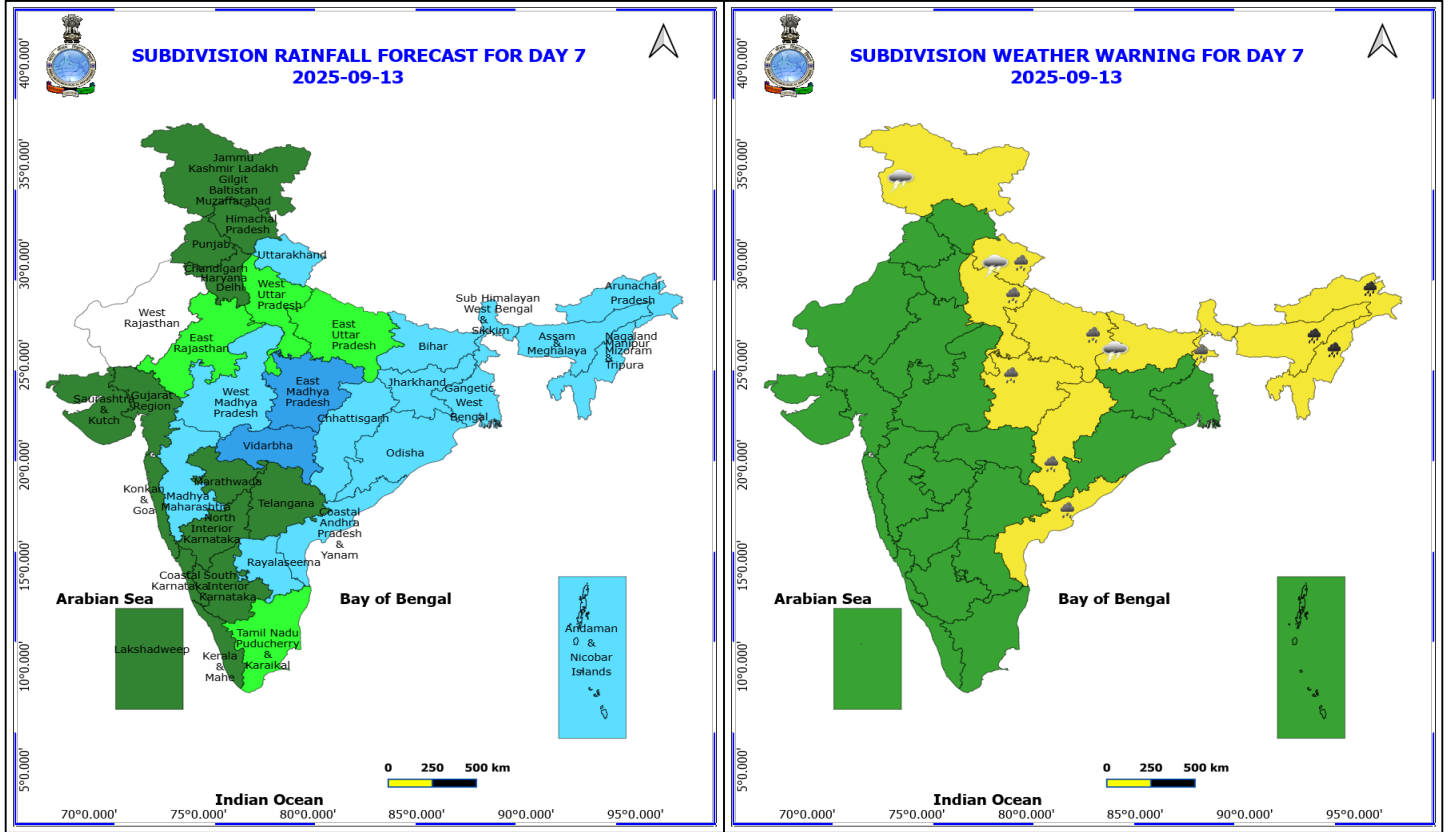 SUBDIVISION RAINFALL FORECAST FOR DAY 7
2025-09-13
40°0.000'
35°0.000'
30°0.000'
25°0.000'
20°0.000'
15°0.000'
10°0.000'
5°0.000'
Jammu
Kashmir Ladakh
Gilgit
Baltistan
Muzaffarabad
Himachal
Pradesh
Punjab
Uttarakhand
Chandigarh
Haryana
Delhi
West
Uttar
Pradesh
West
Rajasthan
East
Rajasthan
East
Uttar
Pradesh
Sub Himalayan
West Bengal
&
Sikkim
Arunachal
Pradesh
Assam
&
Meghalaya
Nagaland
Manipur
Mizoram
&
Tripura
Bihar
Jharkhand
Gangetic
West
Bengal
Saurashtra
&
Kutch
Gujarat
Region
West
Madhya
Pradesh
East
Madhya
Pradesh
Chhattisgarh
Vidarbha
Odisha
Konkan
&
Goa
Madhya
Maharashtra
Marathwada
Telangana
North
Interior
Karnataka
Coastal
Andhra
Pradesh
&
Yanam
Rayalaseema
Coastal
Karnataka
South
Interior
Karnataka
Arabian Sea
Bay of Bengal
Lakshadweep
Kerala
&
Mahe
Tamil Nadu
Puducherry
&
Karaikal
Andaman
&
Nicobar
Islands
0 250 500 km
Indian Ocean
70°0.000' 75°0.000' 80°0.000' 85°0.000' 90°0.000' 95°0.000'
SUBDIVISION WEATHER WARNING FOR DAY 7
2025-09-13
40°0.000'
35°0.000'
30°0.000'
25°0.000'
20°0.000'
15°0.000'
10°0.000'
5°0.000'
Arabian Sea
Bay of Bengal
0 250 500 km
Indian Ocean
70°0.000' 75°0.000' 80°0.000' 85°0.000' 90°0.000' 95°0.000'